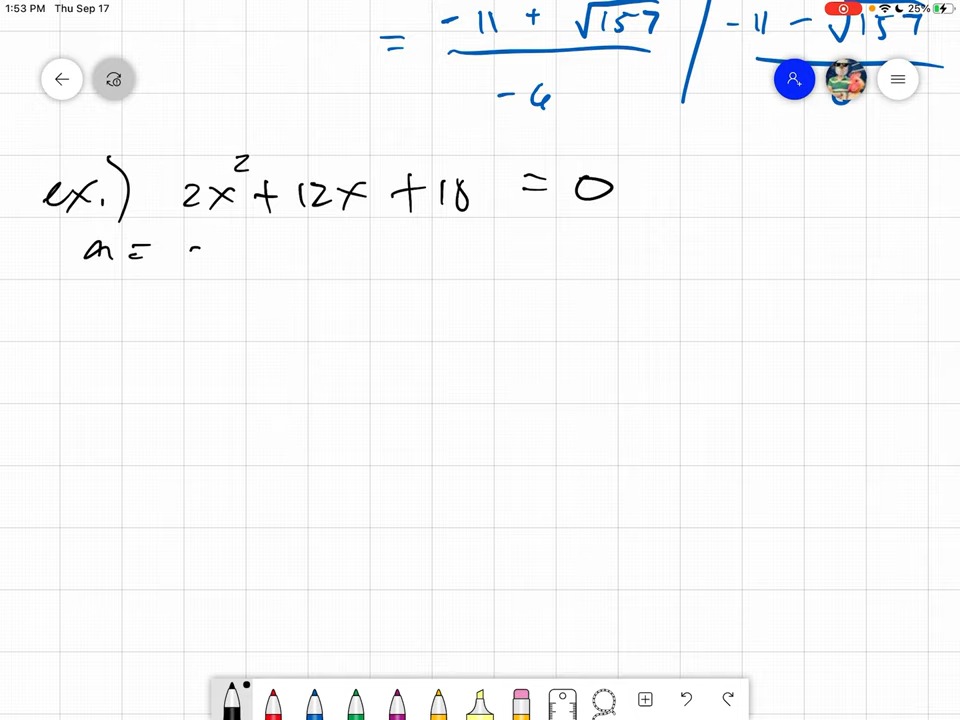 1:53 PM Thu Sep 17 25%
= -11 + √157 / -11 - √157
-6
ex.) 2x² + 12x + 18 = 0
a =